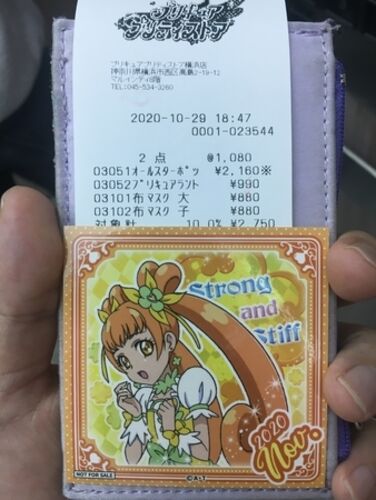 プリキュア
プリティストア
プリキュアプリティストア横浜店
神奈川県横浜市西区高島2-19-12
マルイシティ8階
TEL:045-534-3260
2020-10-29 18:47
0001-023544
2 点 @1,080
03051オールスターポッ ¥2,160※
03052プリキュアラント ¥990
03101布マスク 大 ¥880
03102布マスク 子 ¥880
対象計 10.0% ¥2,750
Strong
and
Stiff
2020
Nov.
NOT FOR SALE